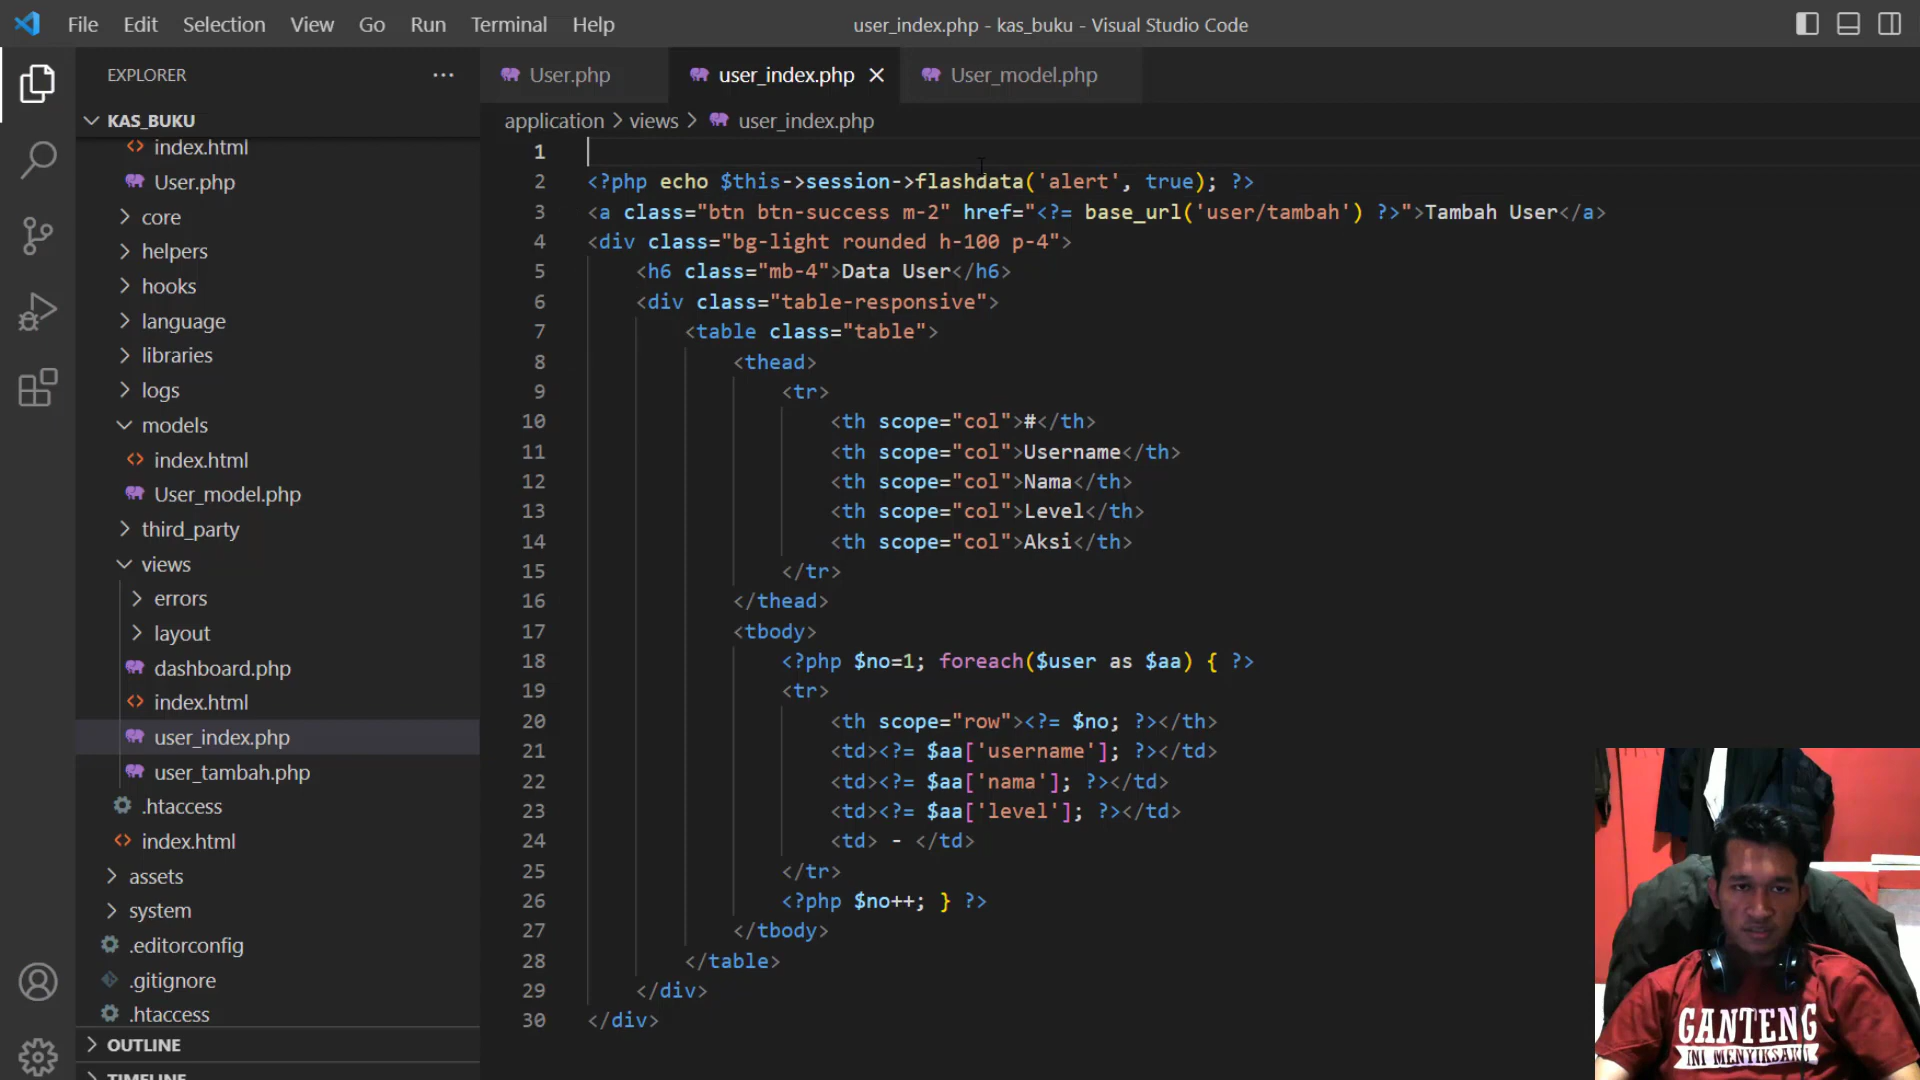 File Edit Selection View Go Run Terminal Help
user_index.php - kas_buku - Visual Studio Code
EXPLORER
KAS_BUKU
index.html
User.php
core
helpers
hooks
language
libraries
logs
models
index.html
User_model.php
third_party
views
errors
layout
dashboard.php
index.html
user_index.php
user_tambah.php
.htaccess
index.html
assets
system
.editorconfig
.gitignore
.htaccess
OUTLINE
TIMELINE
User.php user_index.php User_model.php
application > views > user_index.php
1
2 <?php echo $this->session->flashdata('alert', true); ?>
3 <a class="btn btn-success m-2" href="<?= base_url('user/tambah') ?>">Tambah User</a>
4 <div class="bg-light rounded h-100 p-4">
5 <h6 class="mb-4">Data User</h6>
6 <div class="table-responsive">
7 <table class="table">
8 <thead>
9 <tr>
10 <th scope="col">#</th>
11 <th scope="col">Username</th>
12 <th scope="col">Nama</th>
13 <th scope="col">Level</th>
14 <th scope="col">Aksi</th>
15 </tr>
16 </thead>
17 <tbody>
18 <?php $no=1; foreach($user as $aa) { ?>
19 <tr>
20 <th scope="row"><?= $no; ?></th>
21 <td><?= $aa['username']; ?></td>
22 <td><?= $aa['nama']; ?></td>
23 <td><?= $aa['level']; ?></td>
24 <td> - </td>
25 </tr>
26 <?php $no++; } ?>
27 </tbody>
28 </table>
29 </div>
30 </div>
GANTENG
INI MENYIKSAKU